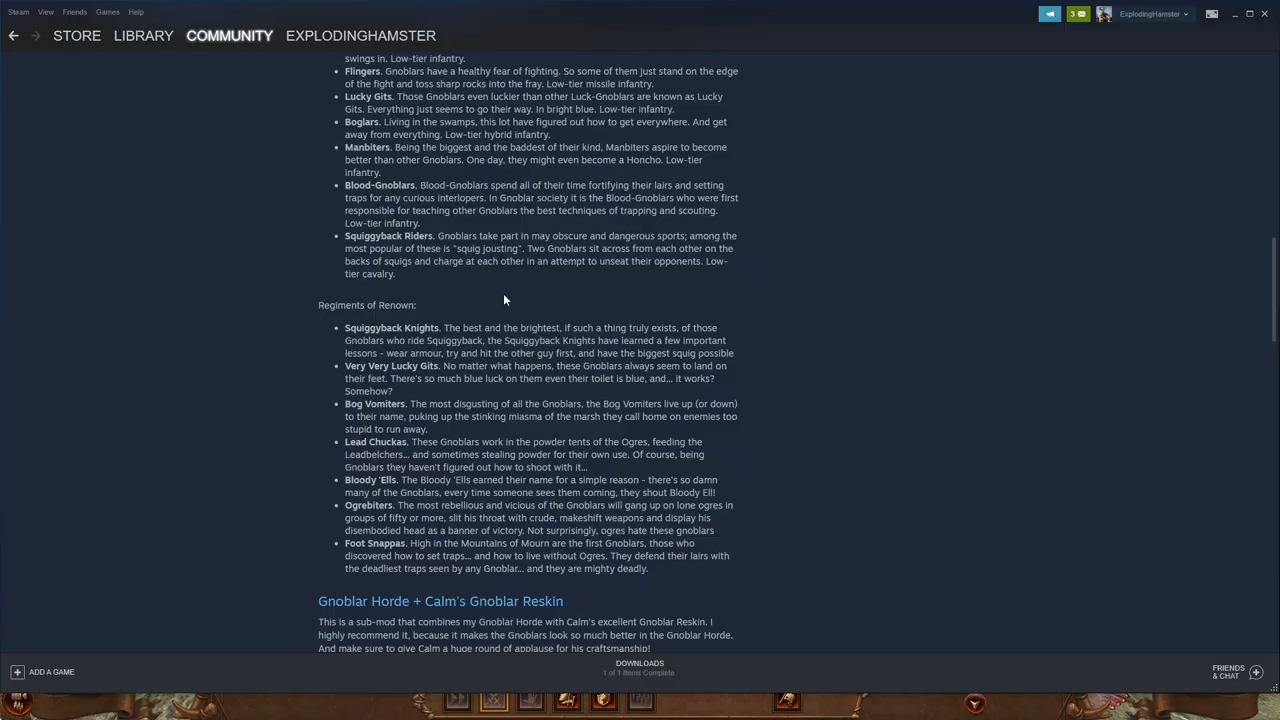 Steam View Friends Games Help
3
ExplodingHamster
STORE LIBRARY COMMUNITY EXPLODINGHAMSTER
swings in. Low-tier infantry.
• Flingers. Gnoblars have a healthy fear of fighting. So some of them just stand on the edge
of the fight and toss sharp rocks into the fray. Low-tier missile infantry.
• Lucky Gits. Those Gnoblars even luckier than other Luck-Gnoblars are known as Lucky
Gits. Everything just seems to go their way. In bright blue. Low-tier infantry.
• Boglars. Living in the swamps, this lot have figured out how to get everywhere. And get
away from everything. Low-tier hybrid infantry.
• Manbiters. Being the biggest and the baddest of their kind, Manbiters aspire to become
better than other Gnoblars. One day, they might even become a Honcho. Low-tier
infantry.
• Blood-Gnoblars. Blood-Gnoblars spend all of their time fortifying their lairs and setting
traps for any curious interlopers. In Gnoblar society it is the Blood-Gnoblars who were first
responsible for teaching other Gnoblars the best techniques of trapping and scouting.
Low-tier infantry.
• Squiggyback Riders. Gnoblars take part in may obscure and dangerous sports; among the
most popular of these is "squig jousting". Two Gnoblars sit across from each other on the
backs of squigs and charge at each other in an attempt to unseat their opponents. Low-
tier cavalry.
Regiments of Renown:
• Squiggyback Knights. The best and the brightest, if such a thing truly exists, of those
Gnoblars who ride Squiggyback, the Squiggyback Knights have learned a few important
lessons - wear armour, try and hit the other guy first, and have the biggest squig possible
• Very Very Lucky Gits. No matter what happens, these Gnoblars always seem to land on
their feet. There's so much blue luck on them even their toilet is blue, and... it works?
Somehow?
• Bog Vomiters. The most disgusting of all the Gnoblars, the Bog Vomiters live up (or down)
to their name, puking up the stinking miasma of the marsh they call home on enemies too
stupid to run away.
• Lead Chuckas. These Gnoblars work in the powder tents of the Ogres, feeding the
Leadbelchers... and sometimes stealing powder for their own use. Of course, being
Gnoblars they haven't figured out how to shoot with it...
• Bloody 'Ells. The Bloody 'Ells earned their name for a simple reason - there's so damn
many of the Gnoblars, every time someone sees them coming, they shout Bloody Ell!
• Ogrebiters. The most rebellious and vicious of the Gnoblars will gang up on lone ogres in
groups of fifty or more, slit his throat with crude, makeshift weapons and display his
disembodied head as a banner of victory. Not surprisingly, ogres hate these gnoblars
• Foot Snappas. High in the Mountains of Mourn are the first Gnoblars, those who
discovered how to set traps... and how to live without Ogres. They defend their lairs with
the deadliest traps seen by any Gnoblar... and they are mighty deadly.
Gnoblar Horde + Calm's Gnoblar Reskin
This is a sub-mod that combines my Gnoblar Horde with Calm's excellent Gnoblar Reskin. I
highly recommend it, because it makes the Gnoblars look so much better in the Gnoblar Horde.
And make sure to give Calm a huge round of applause for his craftsmanship!
ADD A GAME
DOWNLOADS
1 of 1 Items Complete
FRIENDS
& CHAT